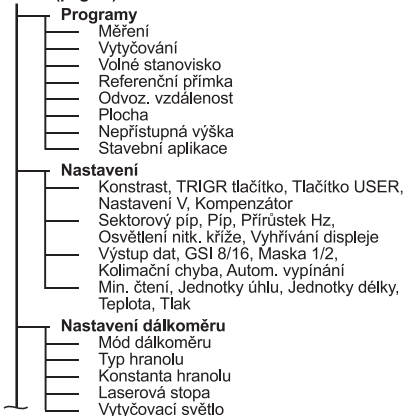 Programy
Měření
Vytyčování
Volné stanovisko
Referenční přímka
Odvoz. vzdálenost
Plocha
Nepřístupná výška
Stavební aplikace
Nastavení
Konstrast, TRIGR tlačítko, Tlačítko USER,
Nastavení V, Kompenzátor
Sektorový píp, Píp, Přírůstek Hz,
Osvětlení nitk. kříže, Vyhřívání displeje
Výstup dat, GSI 8/16, Maska 1/2,
Kolimační chyba, Autom. vypínání
Min. čtení, Jednotky úhlu, Jednotky délky,
Teplota, Tlak
Nastavení dálkoměru
Mód dálkoměru
Typ hranolu
Konstanta hranolu
Laserová stopa
Vytyčovací světlo